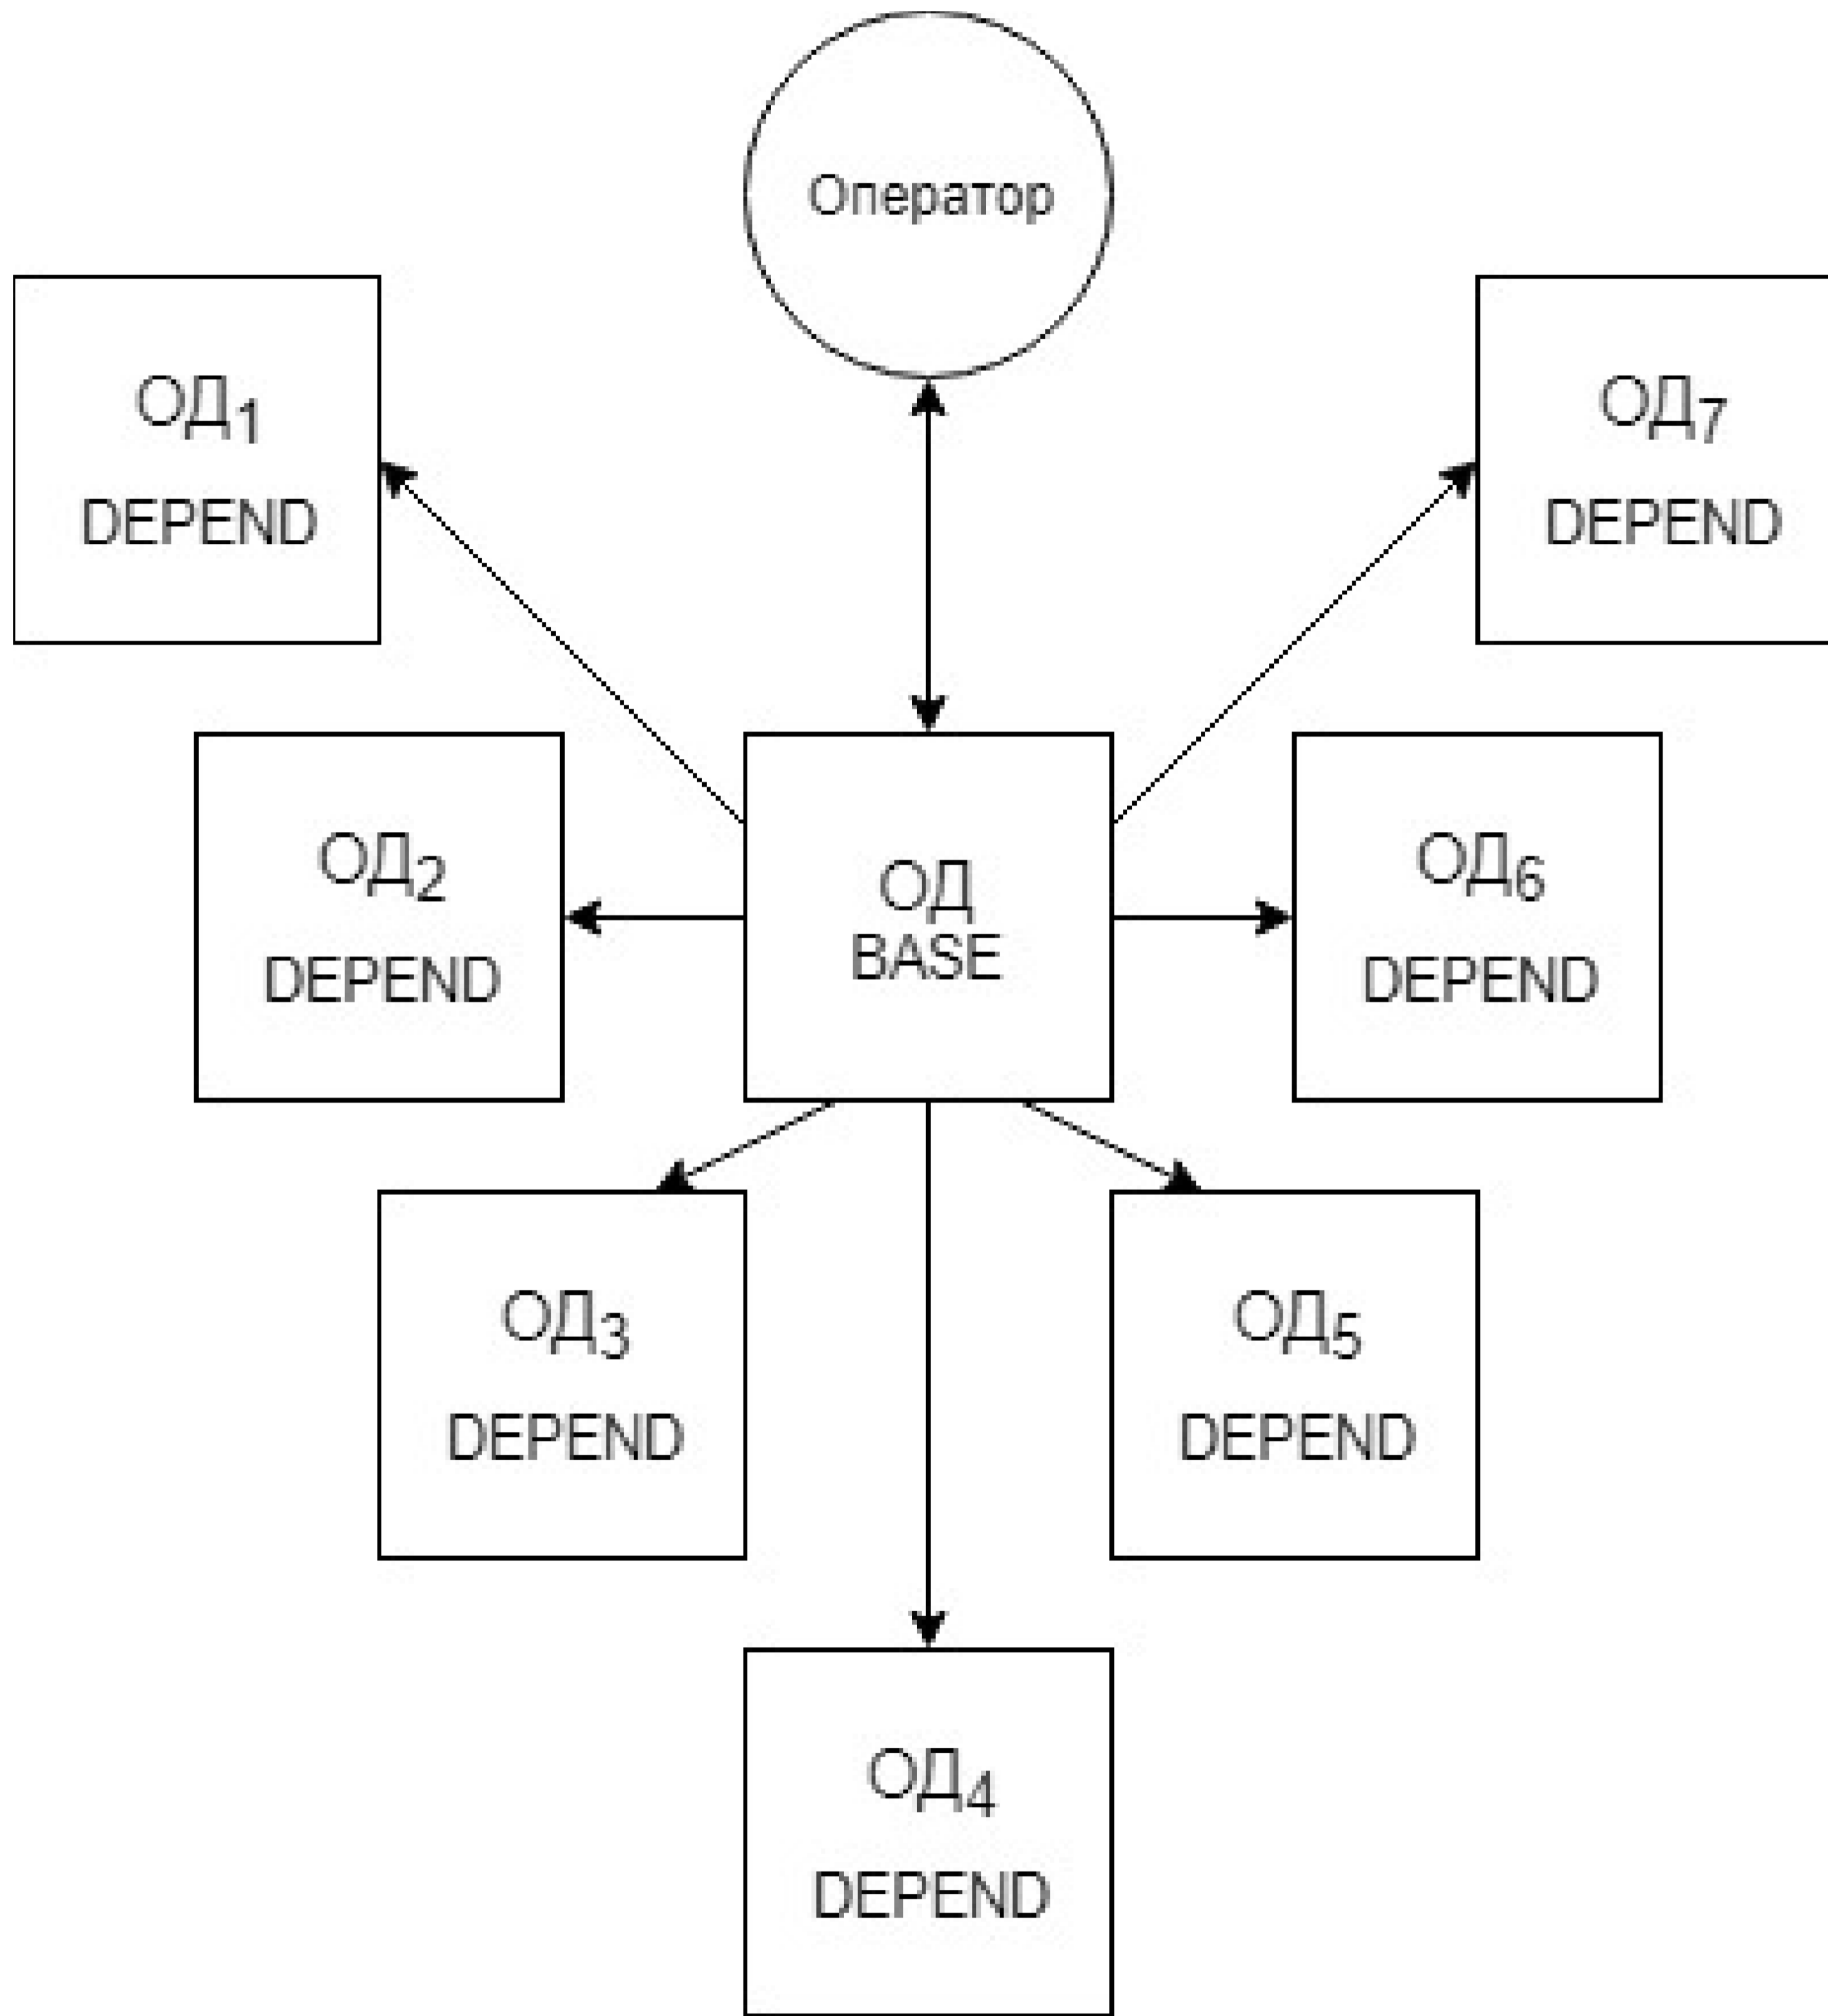 Оператор
ОД₁
DEPEND
ОД₇
DEPEND
ОД₂
DEPEND
ОД
BASE
ОД₆
DEPEND
ОД₃
DEPEND
ОД₅
DEPEND
ОД₄
DEPEND